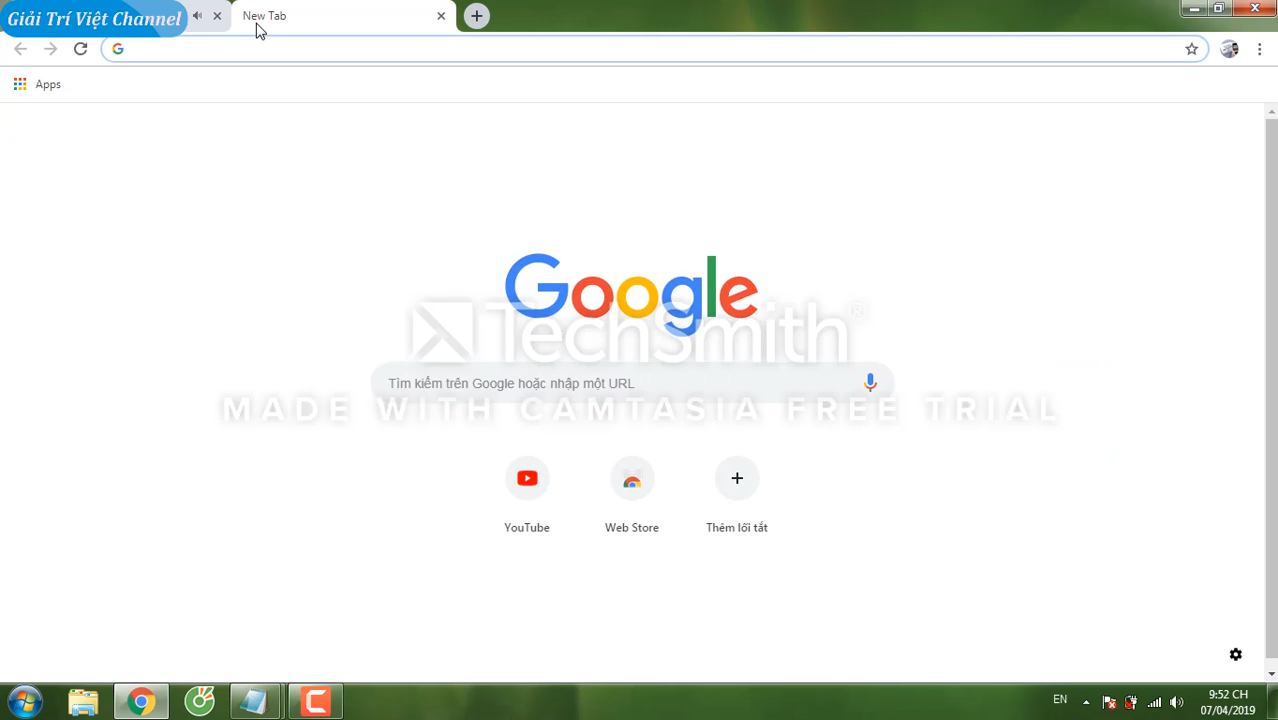 Giải Trí Việt Channel
New Tab
Apps
Google
TechSmith®
Tìm kiếm trên Google hoặc nhập một URL
MADE WITH CAMTASIA FREE TRIAL
YouTube
Web Store
Thêm lối tắt
EN
9:52 CH
07/04/2019